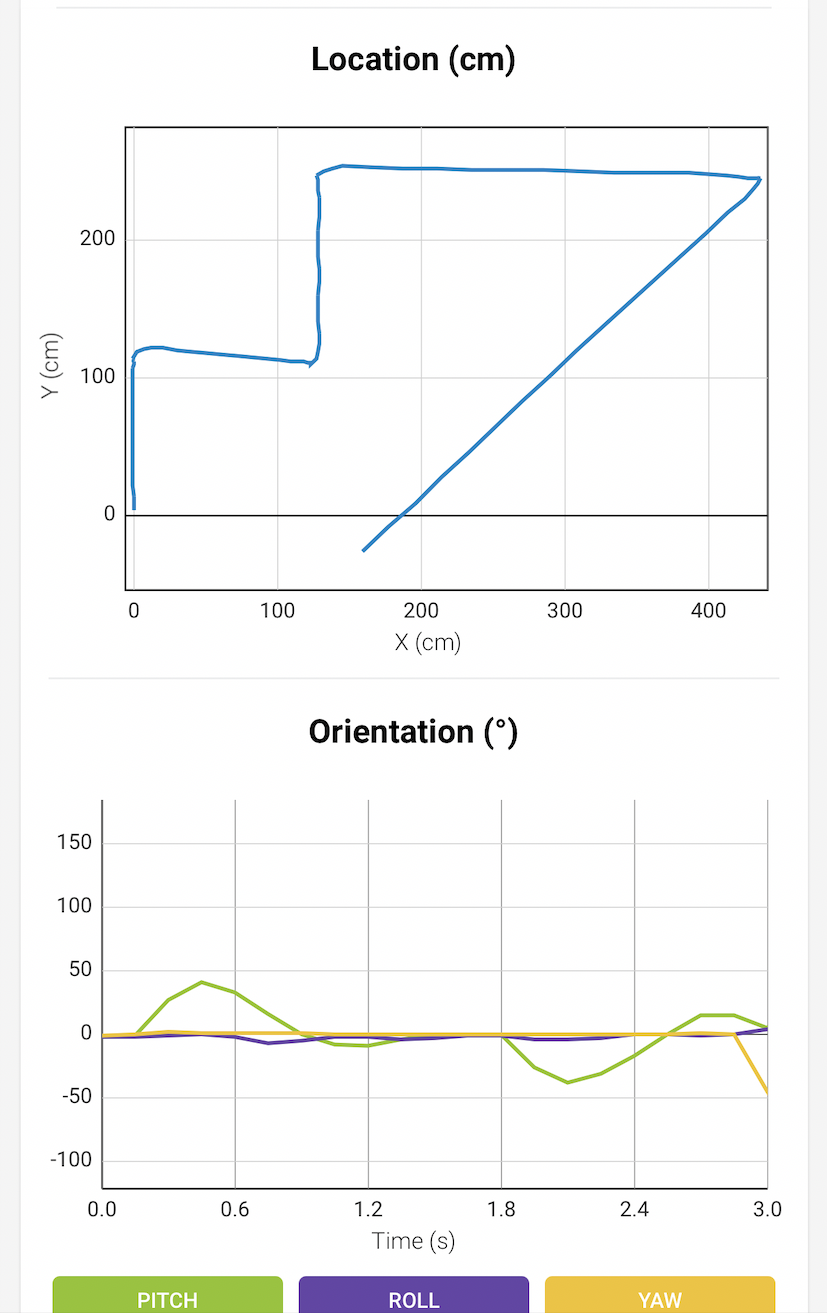 Location (cm)
200
100
0
Y (cm)
0 100 200 300 400
X (cm)
Orientation (°)
150
100
50
0
-50
-100
0.0 0.6 1.2 1.8 2.4 3.0
Time (s)
PITCH ROLL YAW